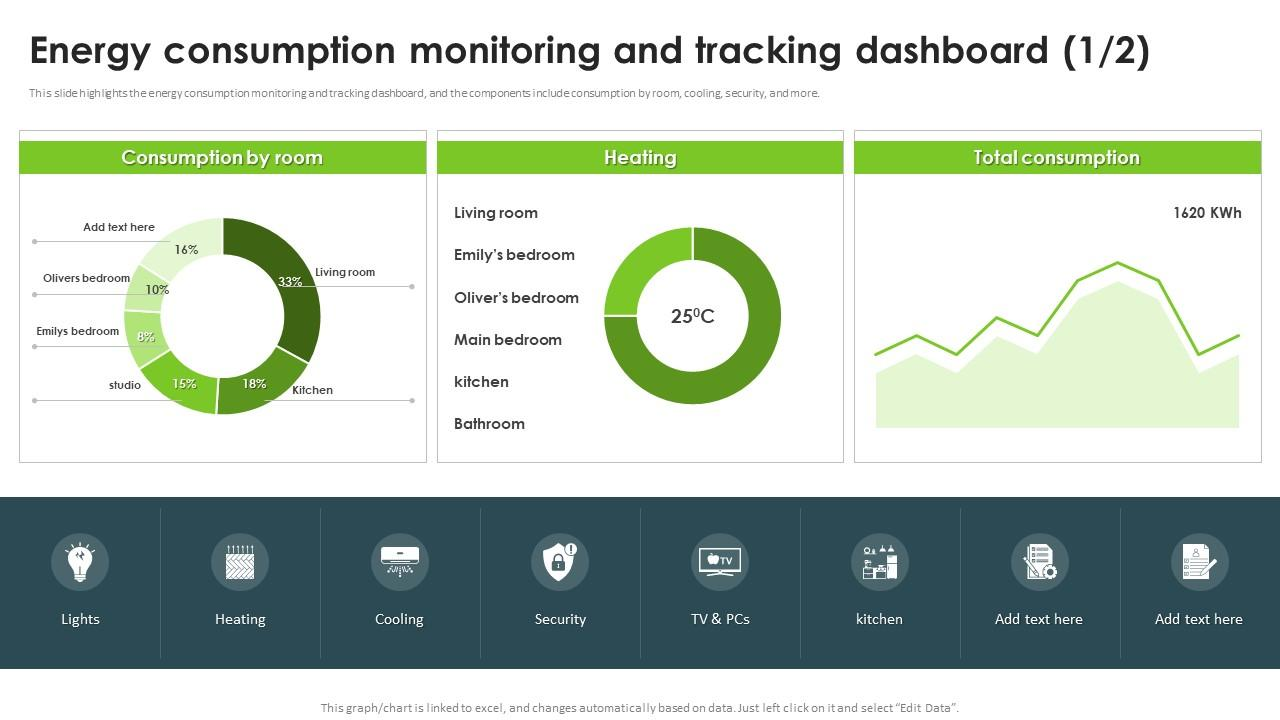 Energy consumption monitoring and tracking dashboard (1/2)
This slide highlights the energy consumption monitoring and tracking dashboard, and the components include consumption by room, cooling, security, and more.
Consumption by room
Add text here
16%
Olivers bedroom
10%
Living room
33%
Emilys bedroom
8%
studio
15%
18%
Kitchen
Heating
Living room
Emily's bedroom
Oliver's bedroom
Main bedroom
kitchen
Bathroom
25⁰C
Total consumption
1620 KWh
TV
Lights
Heating
Cooling
Security
TV & PCs
kitchen
Add text here
Add text here
This graph/chart is linked to excel, and changes automatically based on data. Just left click on it and select “Edit Data”.